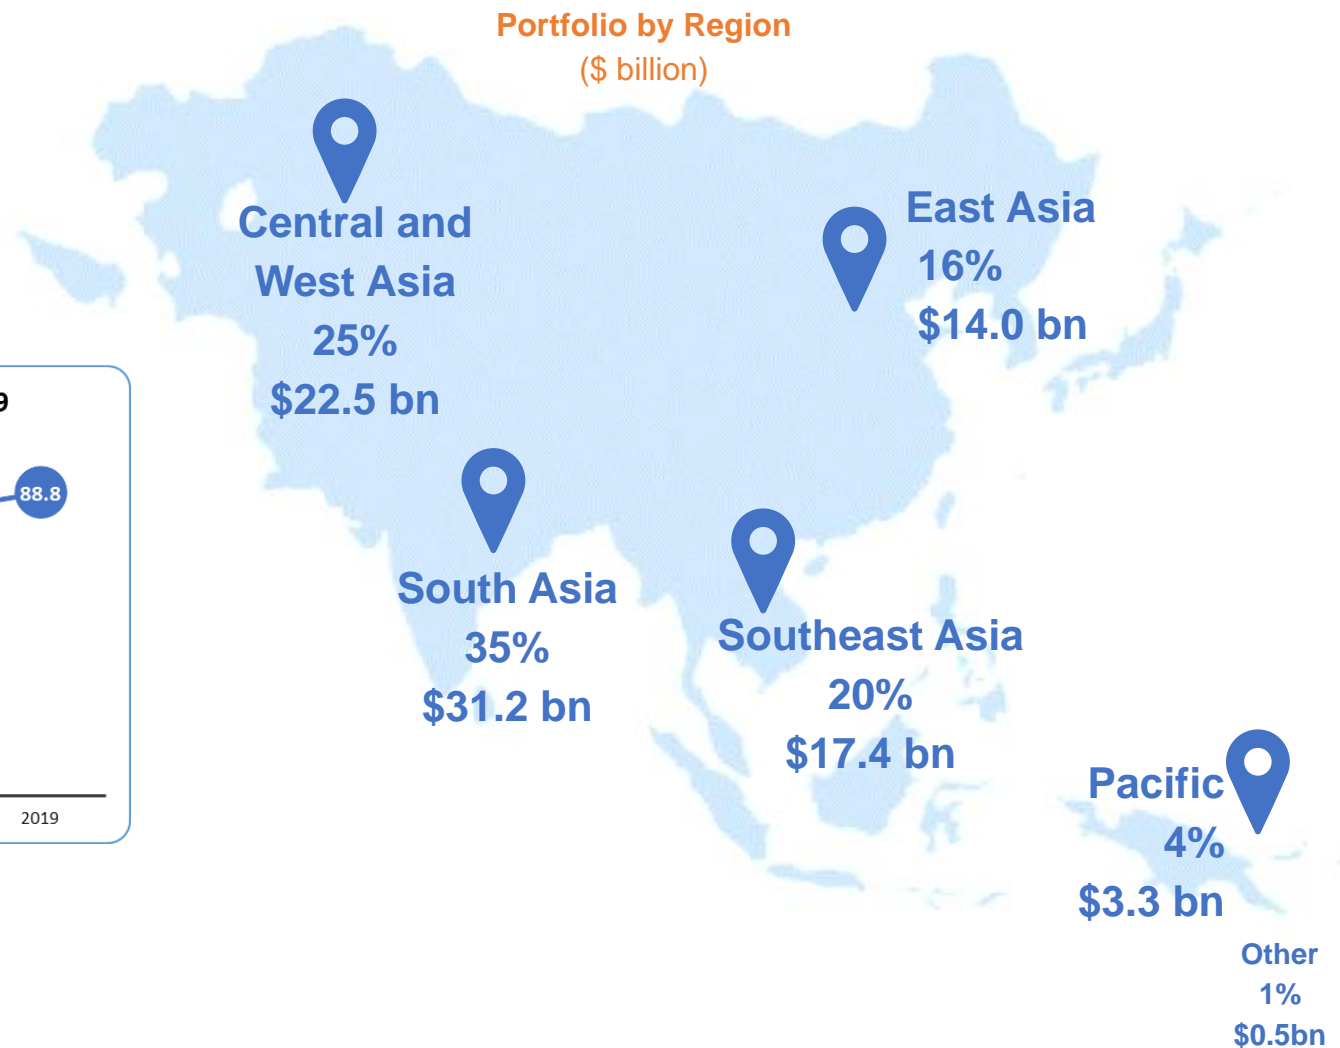 Portfolio by Region
($ billion)
Central and
West Asia
25%
$22.5 bn
East Asia
16%
$14.0 bn
9
88.8
2019
South Asia
35%
$31.2 bn
Southeast Asia
20%
$17.4 bn
Pacific
4%
$3.3 bn
Other
1%
$0.5bn